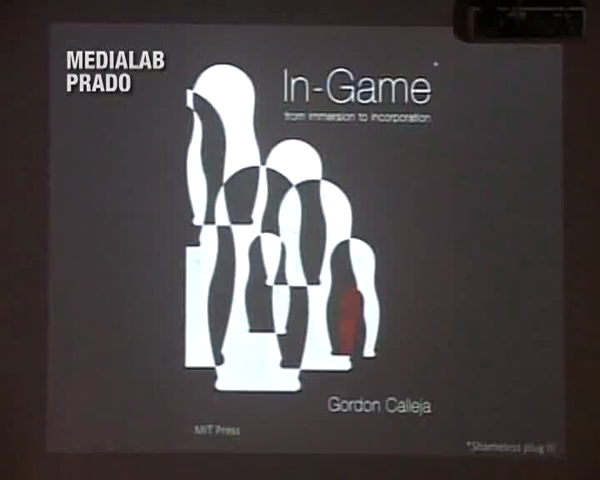 MEDIALAB
PRADO
In-Game*
from immersion to incorporation
Gordon Calleja
MIT Press
*Shameless plug !!!